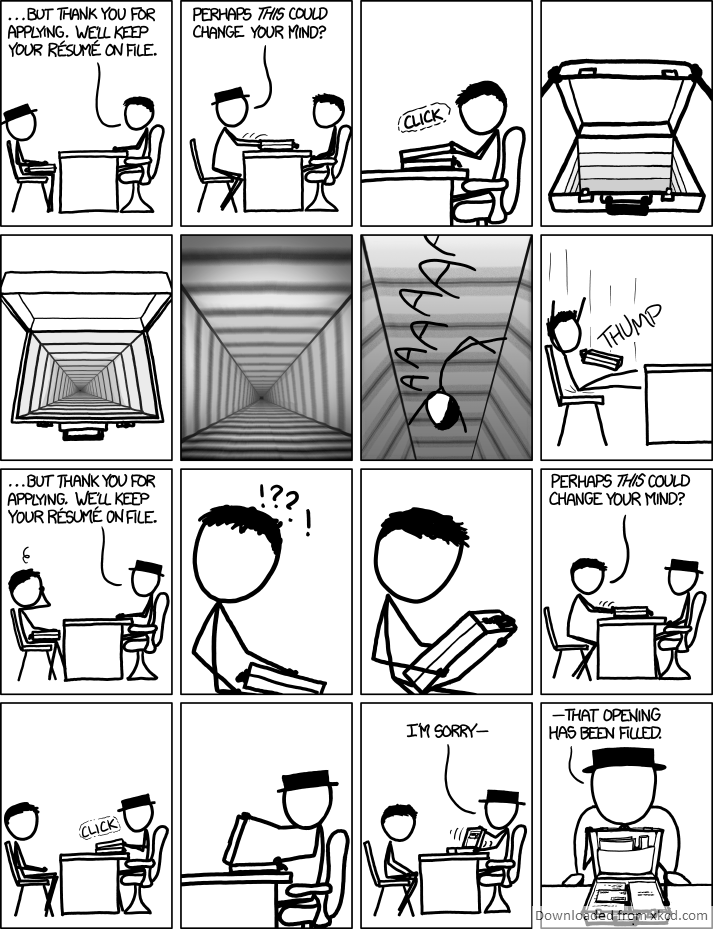 ...BUT THANK YOU FOR
APPLYING. WE'LL KEEP
YOUR RÉSUMÉ ON FILE.
PERHAPS THIS COULD
CHANGE YOUR MIND?
CLICK
AAAAAAA
THUMP
...BUT THANK YOU FOR
APPLYING. WE'LL KEEP
YOUR RÉSUMÉ ON FILE.
!??!
PERHAPS THIS COULD
CHANGE YOUR MIND?
CLICK
I'M SORRY—
—THAT OPENING
HAS BEEN FILLED.
Downloaded from xkcd.com